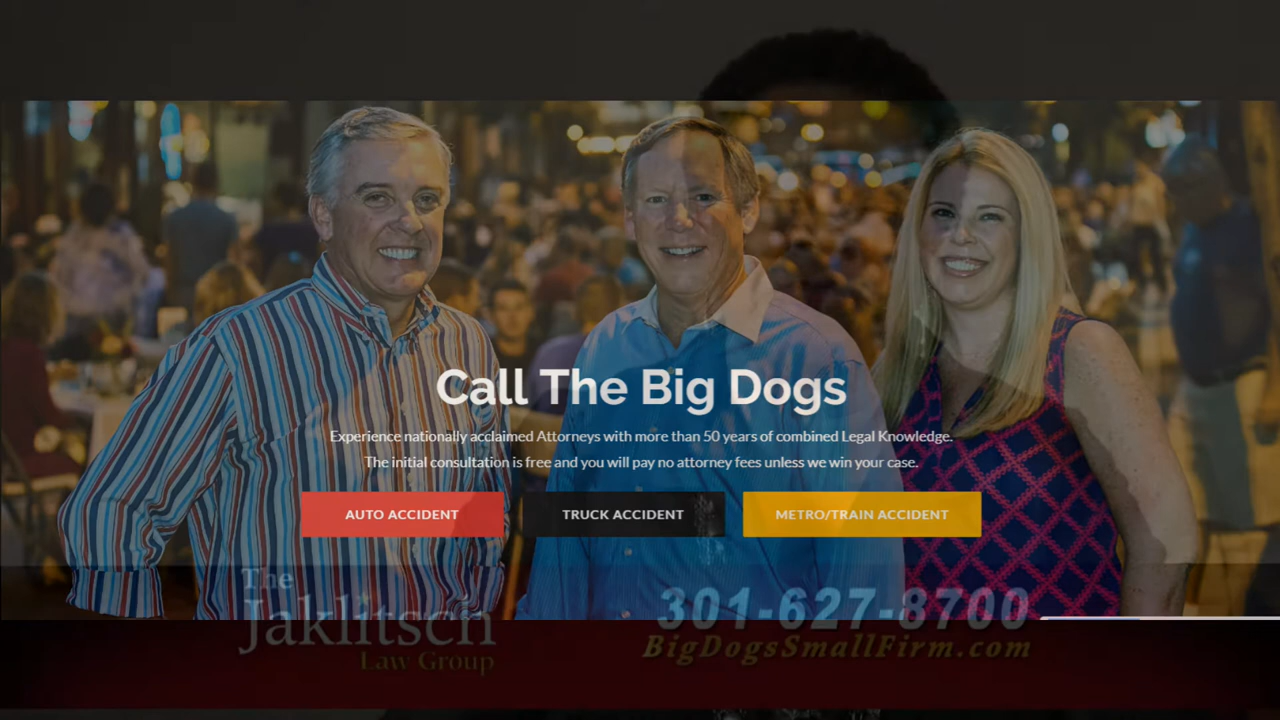 Call The Big Dogs
Experience nationally acclaimed Attorneys with more than 50 years of combined Legal Knowledge.
The initial consultation is free and you will pay no attorney fees unless we win your case.
AUTO ACCIDENT
TRUCK ACCIDENT
METRO/TRAIN ACCIDENT
The
Jaklitsch
Law Group
301-627-8700
BigDogsSmallFirm.com